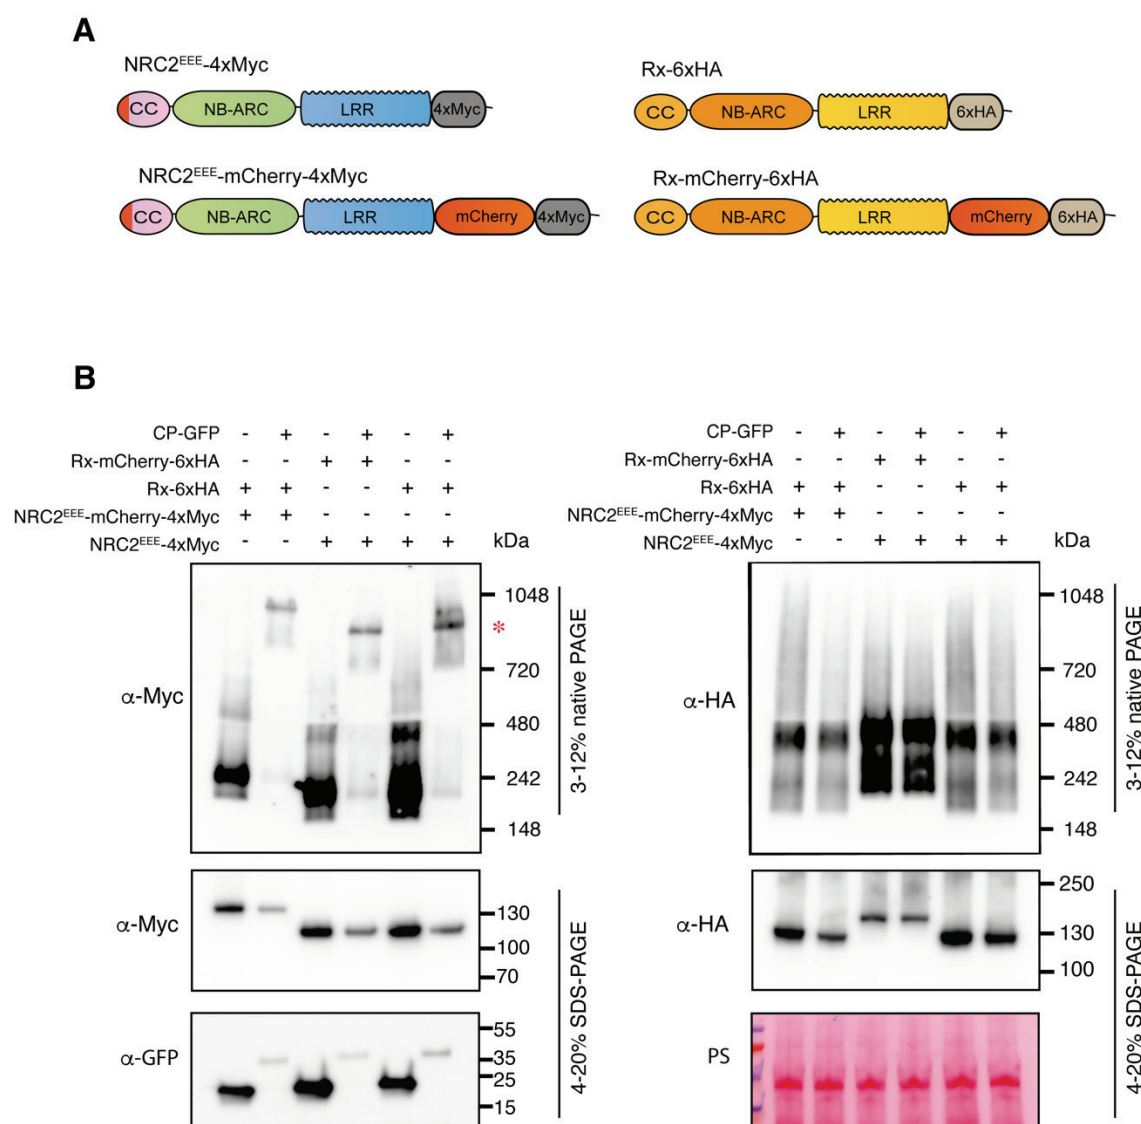 A
NRC2ᴱᴱᴱ-4xMyc
CC NB-ARC LRR 4xMyc
Rx-6xHA
CC NB-ARC LRR 6xHA
NRC2ᴱᴱᴱ-mCherry-4xMyc
CC NB-ARC LRR mCherry 4xMyc
Rx-mCherry-6xHA
CC NB-ARC LRR mCherry 6xHA
B
CP-GFP - + - + - +
Rx-mCherry-6xHA - - + + - -
Rx-6xHA + + - - + +
NRC2ᴱᴱᴱ-mCherry-4xMyc + + - - - -
NRC2ᴱᴱᴱ-4xMyc - - + + + + kDa
α-Myc
1048
*
720
480
242
148
3-12% native PAGE
α-Myc
130
100
70
α-GFP
55
35
25
15
4-20% SDS-PAGE
CP-GFP - + - + - +
Rx-mCherry-6xHA - - + + - -
Rx-6xHA + + - - + +
NRC2ᴱᴱᴱ-mCherry-4xMyc + + - - - -
NRC2ᴱᴱᴱ-4xMyc - - + + + + kDa
α-HA
1048
720
480
242
148
3-12% native PAGE
α-HA
250
130
100
PS
4-20% SDS-PAGE